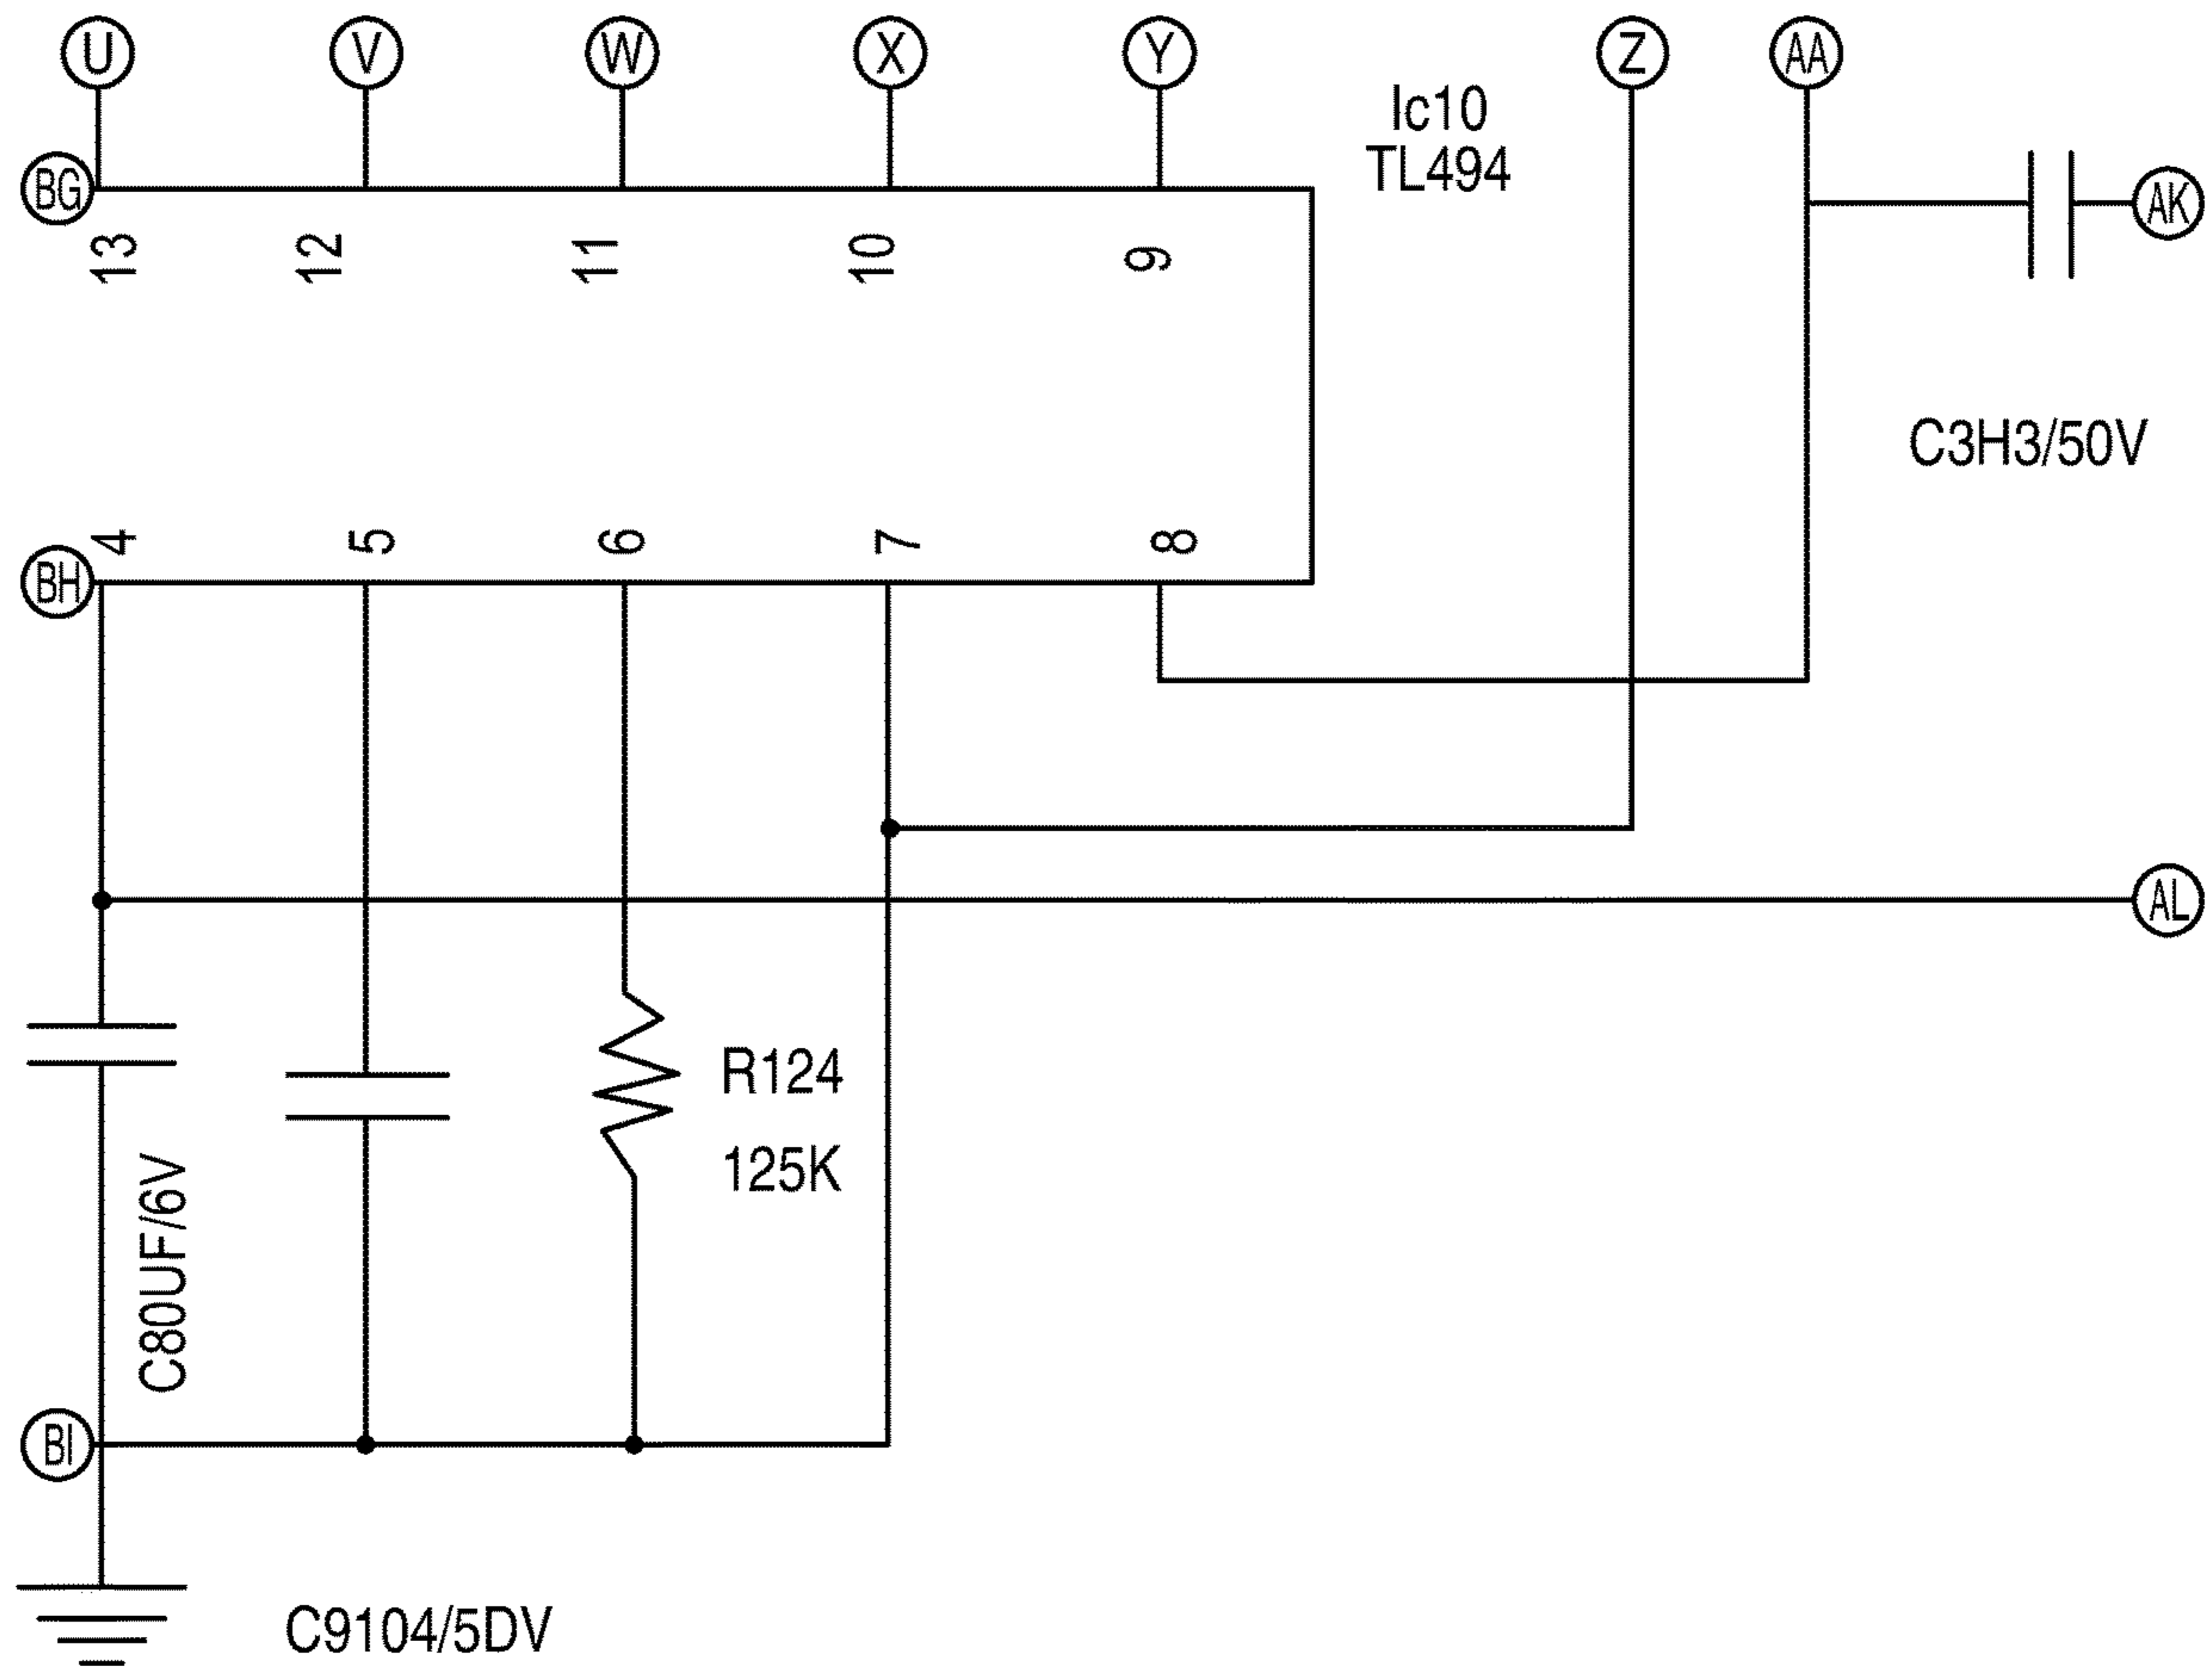 U V W X Y Z AA
Ic10
TL494
BG
AK
13 12 11 10 9
C3H3/50V
4 5 6 7 8
BH
AL
R124
125K
C80UF/6V
BI
C9104/5DV